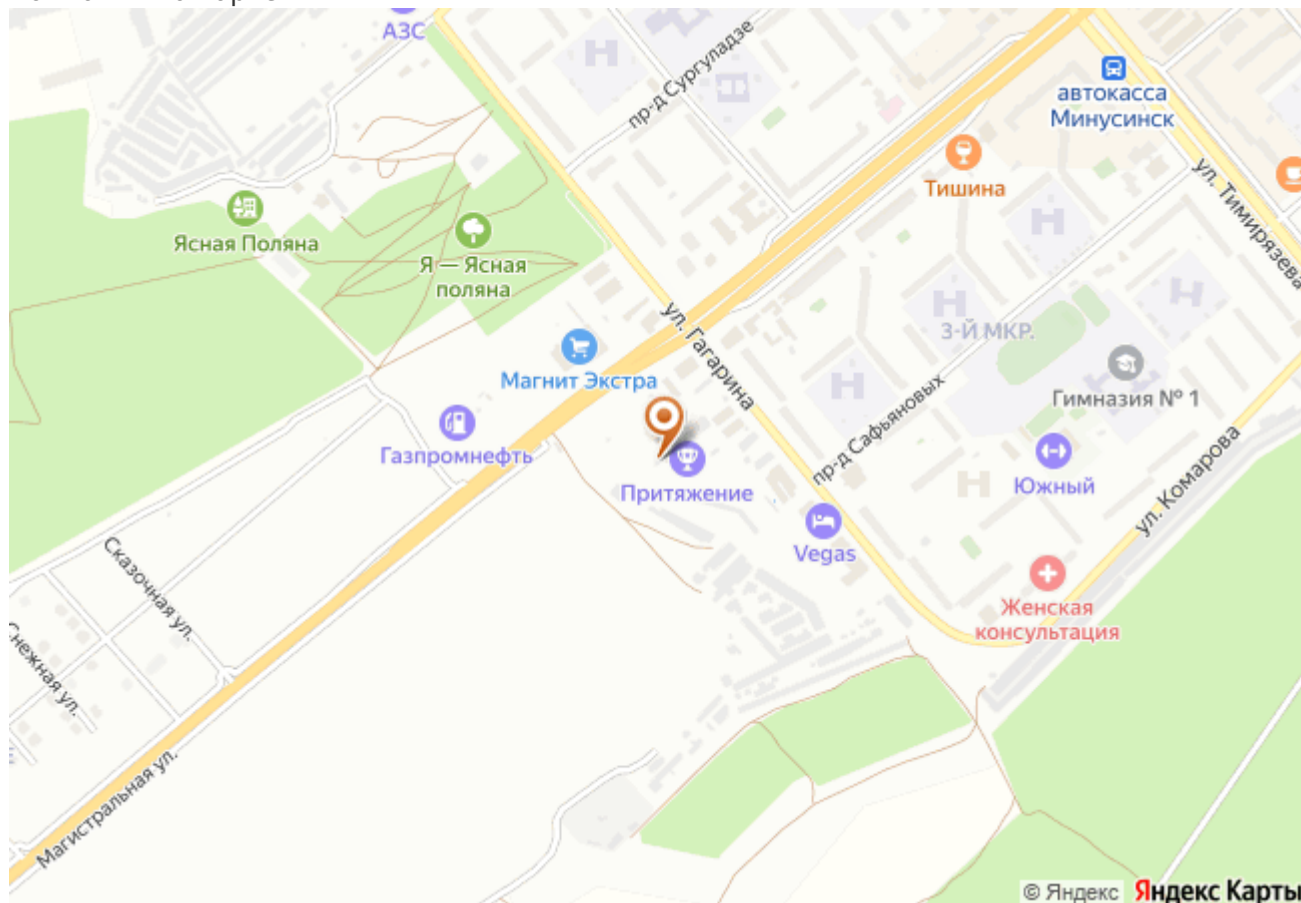 АЗС
пр-д Сургуладзе
автокасса
Минусинск
Тишина
ул. Тимирязева
Ясная Поляна
Я — Ясная
поляна
ул. Гагарина
3-Й МКР.
Магнит Экстра
Гимназия № 1
пр-д Сафьяновых
Газпромнефть
Притяжение
Южный
ул. Комарова
Vegas
Сказочная ул.
Женская
консультация
Снежная ул.
Магистральная ул.
© Яндекс Яндекс Карты